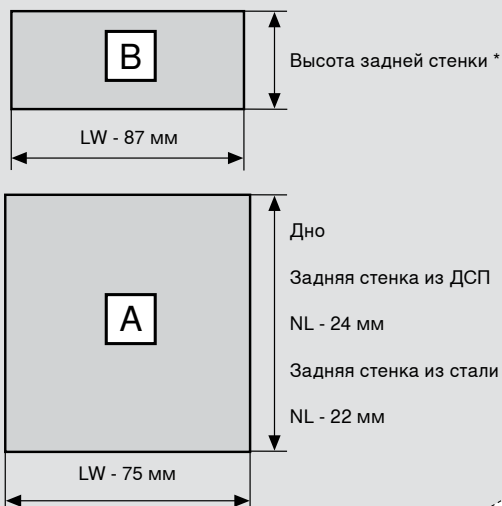 B
Высота задней стенки *
LW - 87 мм
Дно
Задняя стенка из ДСП
A
NL - 24 мм
Задняя стенка из стали
NL - 22 мм
LW - 75 мм